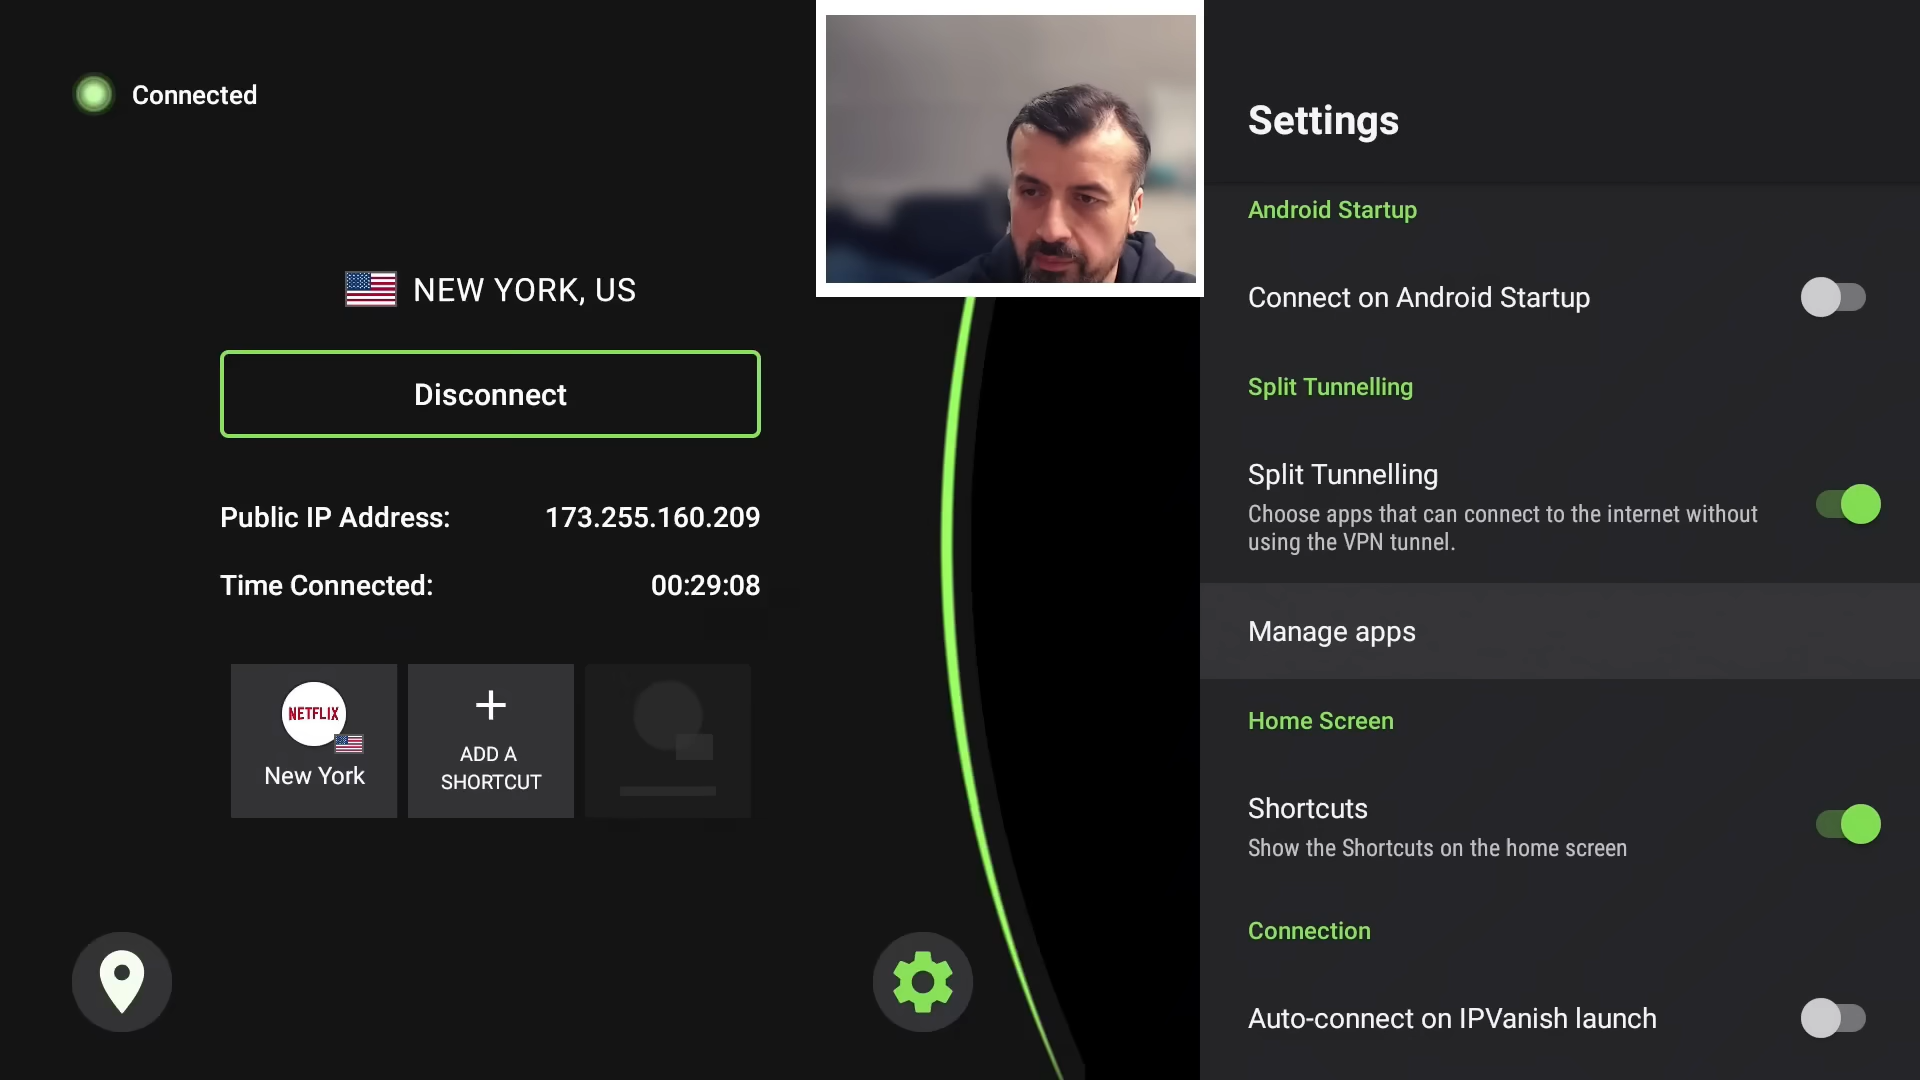 Connected
NEW YORK, US
Disconnect
Public IP Address: 173.255.160.209
Time Connected: 00:29:08
NETFLIX
New York
ADD A
SHORTCUT
Settings
Android Startup
Connect on Android Startup
Split Tunnelling
Split Tunnelling
Choose apps that can connect to the internet without
using the VPN tunnel.
Manage apps
Home Screen
Shortcuts
Show the Shortcuts on the home screen
Connection
Auto-connect on IPVanish launch